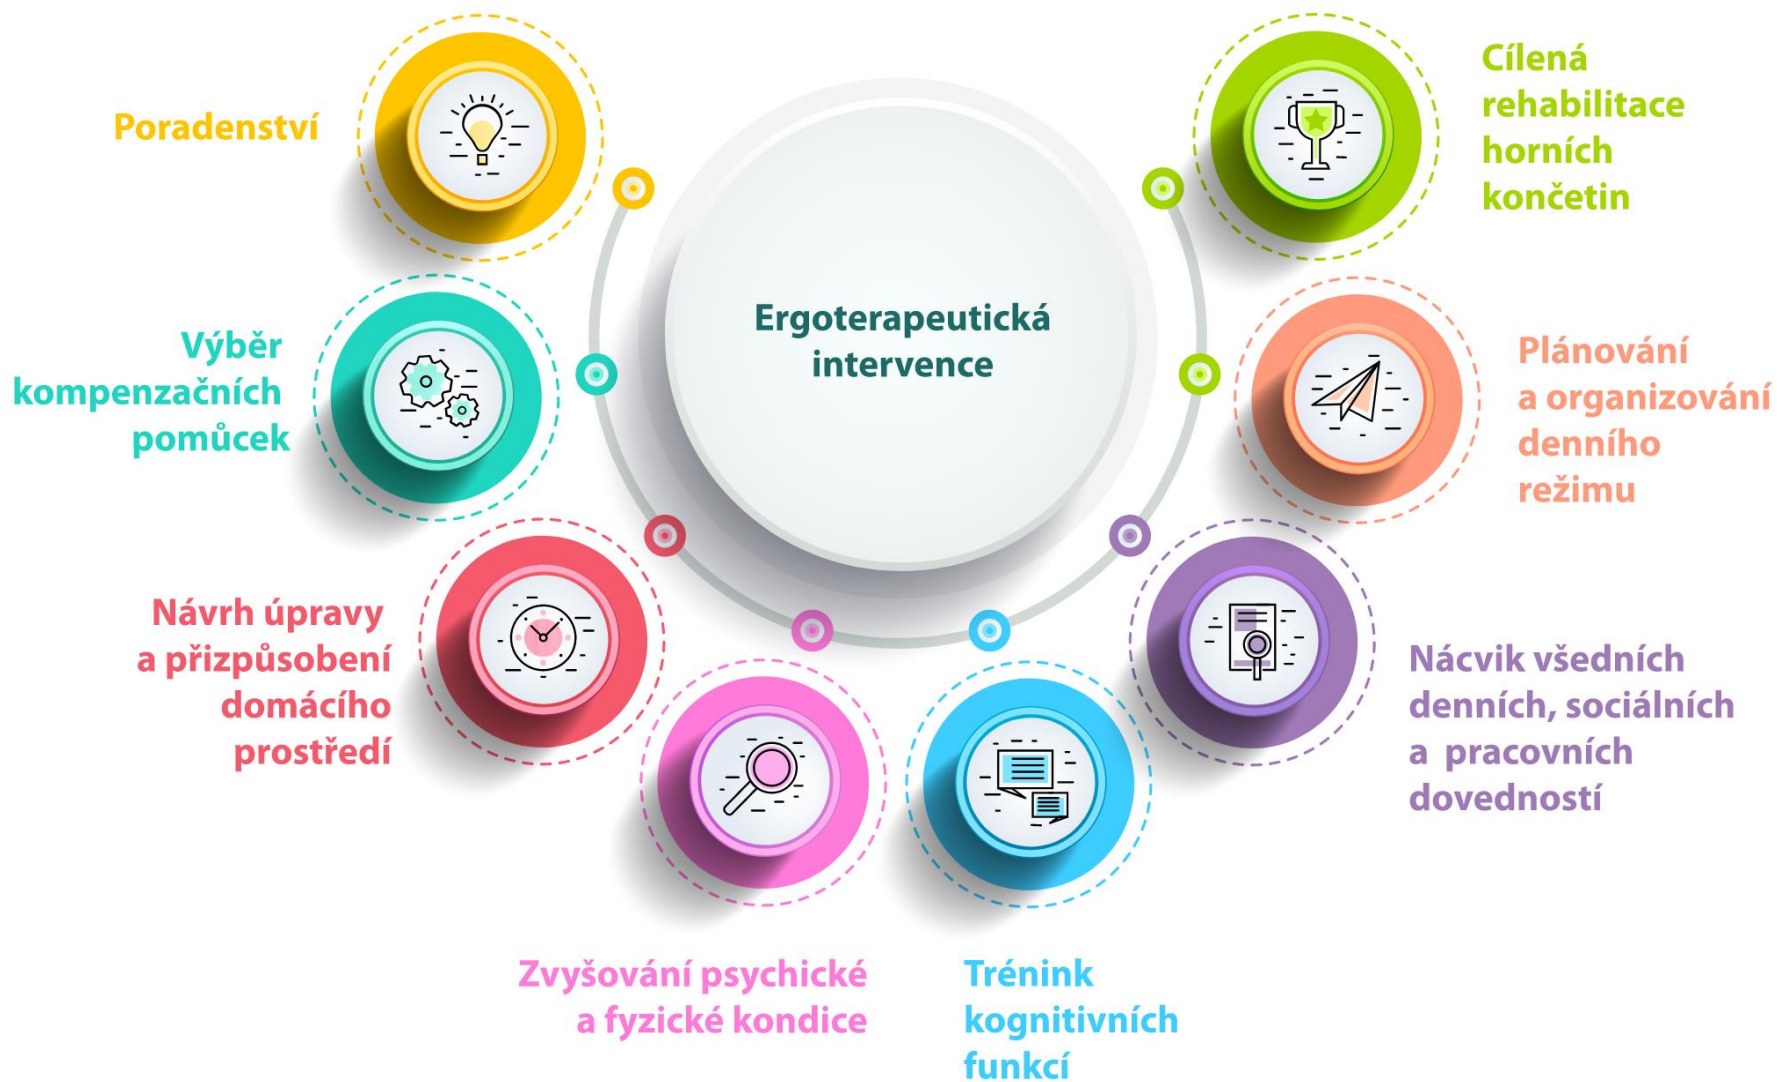 Ergoterapeutická
intervence
Poradenství
Výběr
kompenzačních
pomůcek
Návrh úpravy
a přizpůsobení
domácího
prostředí
Zvyšování psychické
a fyzické kondice
Trénink
kognitivních
funkcí
Nácvik všedních
denních, sociálních
a pracovních
dovedností
Plánování
a organizování
denního
režimu
Cílená
rehabilitace
horních
končetin